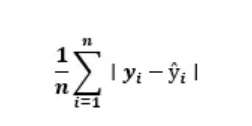 1/n n∑i=1 | yᵢ − ŷᵢ |